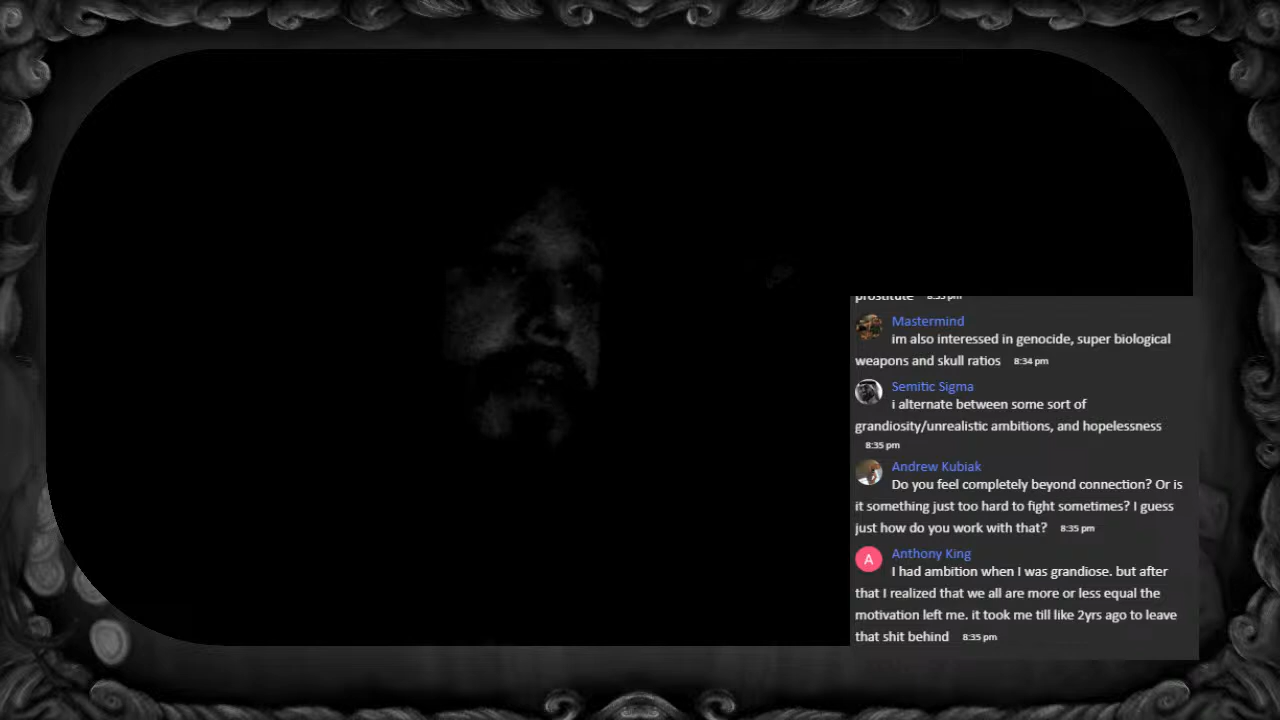 prostitute 8:33 pm
Mastermind
im also interested in genocide, super biological
weapons and skull ratios 8:34 pm
Semitic Sigma
i alternate between some sort of
grandiosity/unrealistic ambitions, and hopelessness
8:35 pm
Andrew Kubiak
Do you feel completely beyond connection? Or is
it something just too hard to fight sometimes? I guess
just how do you work with that? 8:35 pm
A
Anthony King
I had ambition when I was grandiose. but after
that I realized that we all are more or less equal the
motivation left me. it took me till like 2yrs ago to leave
that shit behind 8:35 pm